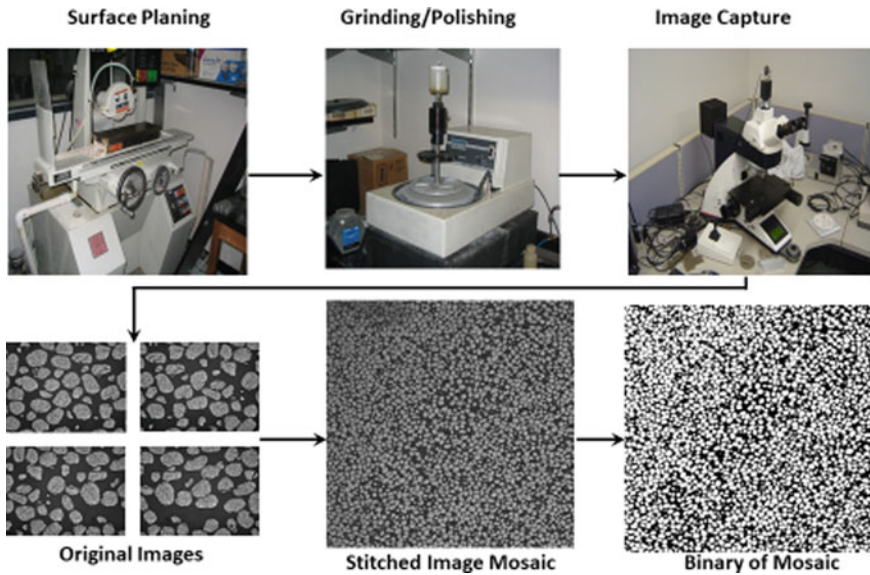 Surface Planing
Grinding/Polishing
Image Capture
Original Images
Stitched Image Mosaic
Binary of Mosaic